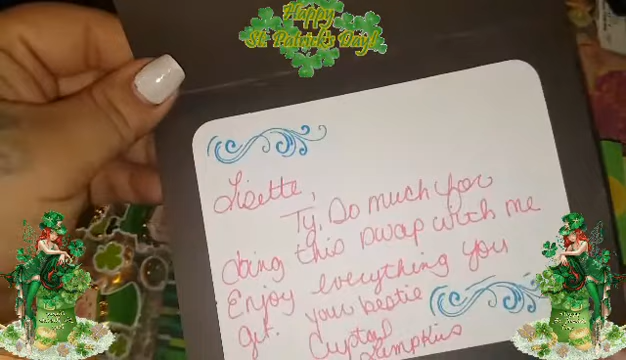 Happy
St. Patrick's Day!
Lisette,
Ty. So much for
doing this swap with me
Enjoy everything you
get. your bestie
Crystal